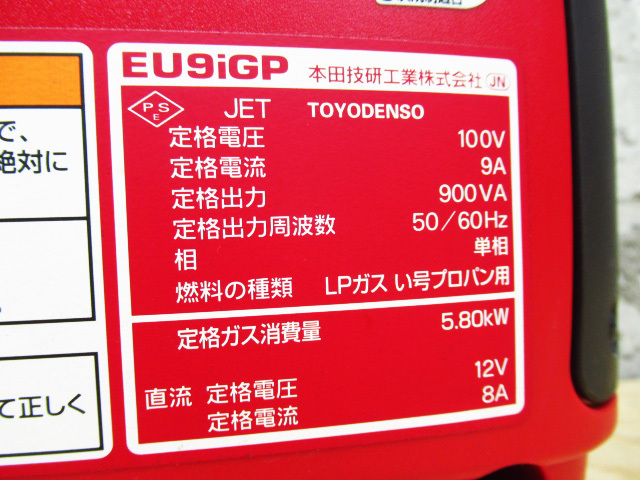 EU9iGP 本田技研工業株式会社 JN
PSE JET TOYODENSO
定格電圧 100V
定格電流 9A
定格出力 900VA
定格出力周波数 50/60Hz
相 単相
燃料の種類 LPガス い号プロパン用
定格ガス消費量 5.80kW
直流 定格電圧 12V
定格電流 8A
で、
絶対に
て正しく